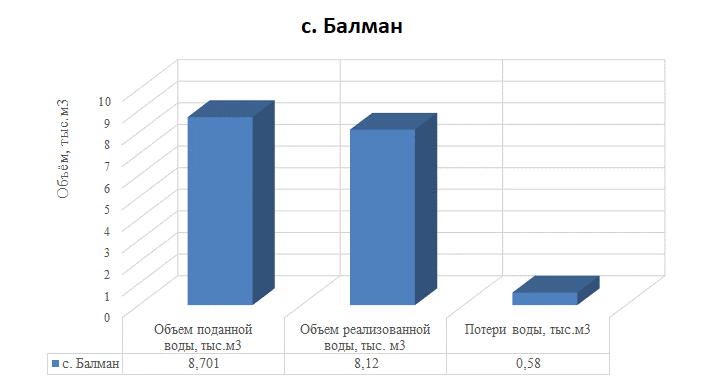 с. Балман
Объём, тыс.м3
10
9
8
7
6
5
4
3
2
1
0
Объем поданной
воды, тыс.м3
Объем реализованной
воды, тыс. м3
Потери воды, тыс.м3
с. Балман 8,701 8,12 0,58